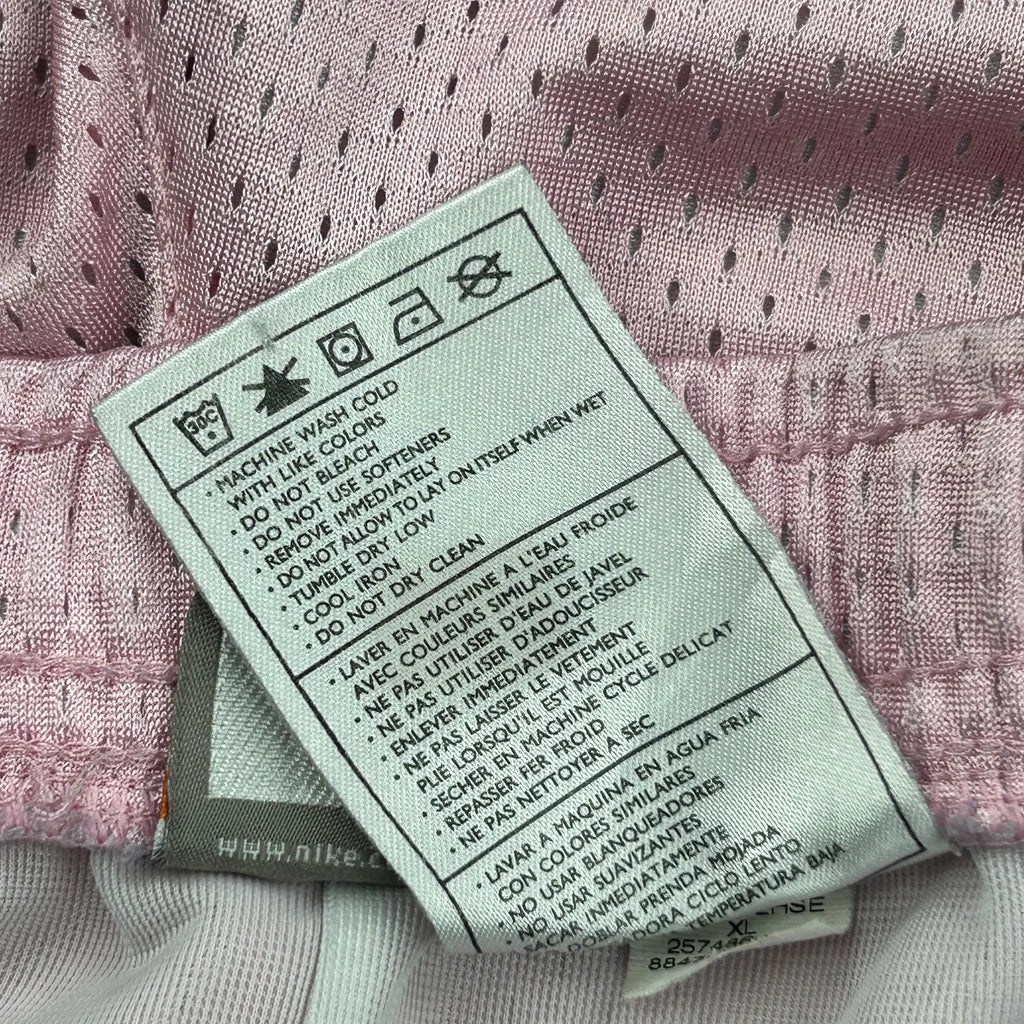 30C
• MACHINE WASH COLD
WITH LIKE COLORS
• DO NOT BLEACH
• DO NOT USE SOFTENERS
• REMOVE IMMEDIATELY
• DO NOT ALLOW TO LAY ON ITSELF WHEN WET
• TUMBLE DRY LOW
• COOL IRON
• DO NOT DRY CLEAN
• LAVER EN MACHINE A L'EAU FROIDE
AVEC COULEURS SIMILAIRES
• NE PAS UTILISER D'EAU DE JAVEL
• NE PAS UTILISER D'ADOUCISSEUR
ENLEVER IMMEDIATEMENT
• NE PAS LAISSER LE VETEMENT
PLIE LORSQU'IL EST MOUILLE
SECHER EN MACHINE CYCLE DELICAT
• REPASSER FER FROID
• NE PAS NETTOYER A SEC
• LAVAR A MAQUINA EN AGUA FRIA
CON COLORES SIMILARES
• NO USAR BLANQUEADORES
• NO USAR SUAVIZANTES
SACAR INMEDIATAMENTE
DOBLAR PRENDA MOJADA
CICLO LENTO
TEMPERATURA BAJA
www.nike.
XL